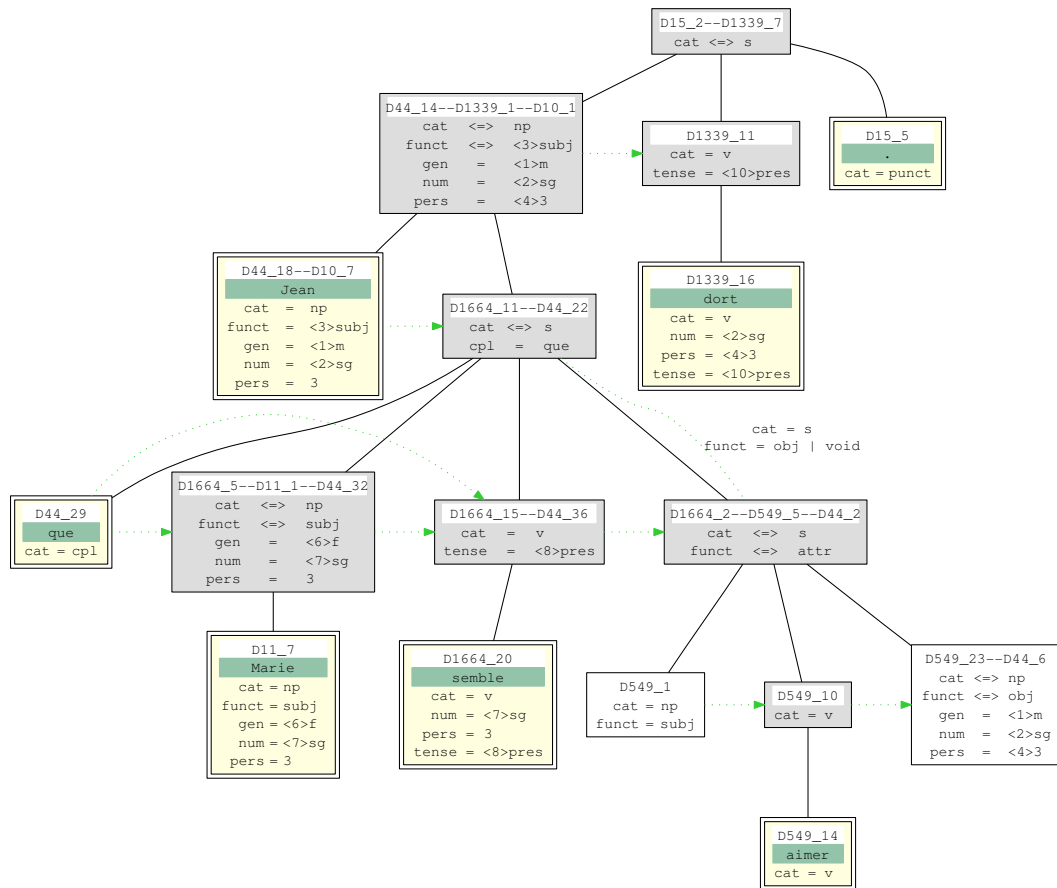 D15_2--D1339_7
cat <=> s
D44_14--D1339_1--D10_1
cat <=> np
funct <=> <3>subj
gen = <1>m
num = <2>sg
pers = <4>3
D1339_11
cat = v
tense = <10>pres
D15_5
.
cat = punct
D44_18--D10_7
Jean
cat = np
funct = <3>subj
gen = <1>m
num = <2>sg
pers = 3
D1664_11--D44_22
cat <=> s
cpl = que
D1339_16
dort
cat = v
num = <2>sg
pers = <4>3
tense = <10>pres
cat = s
funct = obj | void
D44_29
que
cat = cpl
D1664_5--D11_1--D44_32
cat <=> np
funct <=> subj
gen = <6>f
num = <7>sg
pers = 3
D1664_15--D44_36
cat = v
tense = <8>pres
D1664_2--D549_5--D44_2
cat <=> s
funct <=> attr
D11_7
Marie
cat = np
funct = subj
gen = <6>f
num = <7>sg
pers = 3
D1664_20
semble
cat = v
num = <7>sg
pers = 3
tense = <8>pres
D549_1
cat = np
funct = subj
D549_10
cat = v
D549_23--D44_6
cat <=> np
funct <=> obj
gen = <1>m
num = <2>sg
pers = <4>3
D549_14
aimer
cat = v